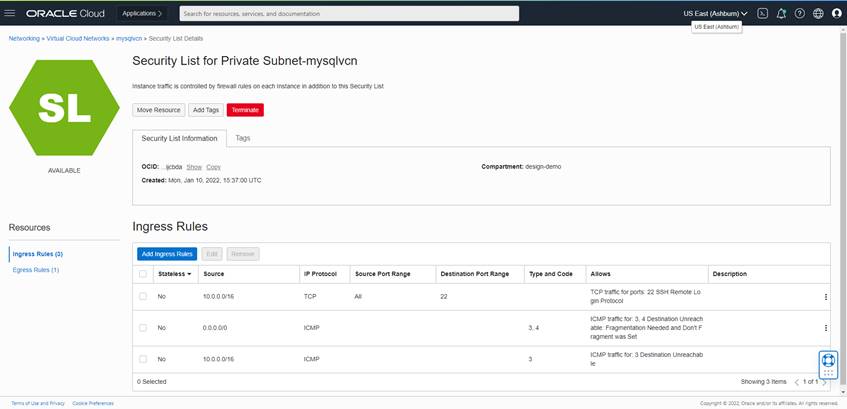 ORACLE Cloud
Applications
Search for resources, services, and documentation
US East (Ashburn)
US East (Ashburn)
Networking » Virtual Cloud Networks » mysqlvcn » Security List Details
SL
AVAILABLE
Security List for Private Subnet-mysqlvcn
Instance traffic is controlled by firewall rules on each Instance in addition to this Security List
Move Resource Add Tags Terminate
Security List Information Tags
OCID: ...ijcbda Show Copy
Compartment: design-demo
Created: Mon, Jan 10, 2022, 15:37:00 UTC
Resources
Ingress Rules (3)
Egress Rules (1)
Ingress Rules
Add Ingress Rules Edit Remove
Stateless Source IP Protocol Source Port Range Destination Port Range Type and Code Allows Description
No 10.0.0.0/16 TCP All 22 TCP traffic for ports: 22 SSH Remote Lo
gin Protocol
No 0.0.0.0/0 ICMP 3, 4 ICMP traffic for: 3, 4 Destination Unreach
able: Fragmentation Needed and Don't F
ragment was Set
No 10.0.0.0/16 ICMP 3 ICMP traffic for: 3 Destination Unreachab
le
0 Selected
Showing 3 Items 1 of 1
Terms of Use and Privacy Cookie Preferences
Copyright © 2022, Oracle and/or its affiliates. All rights reserved.